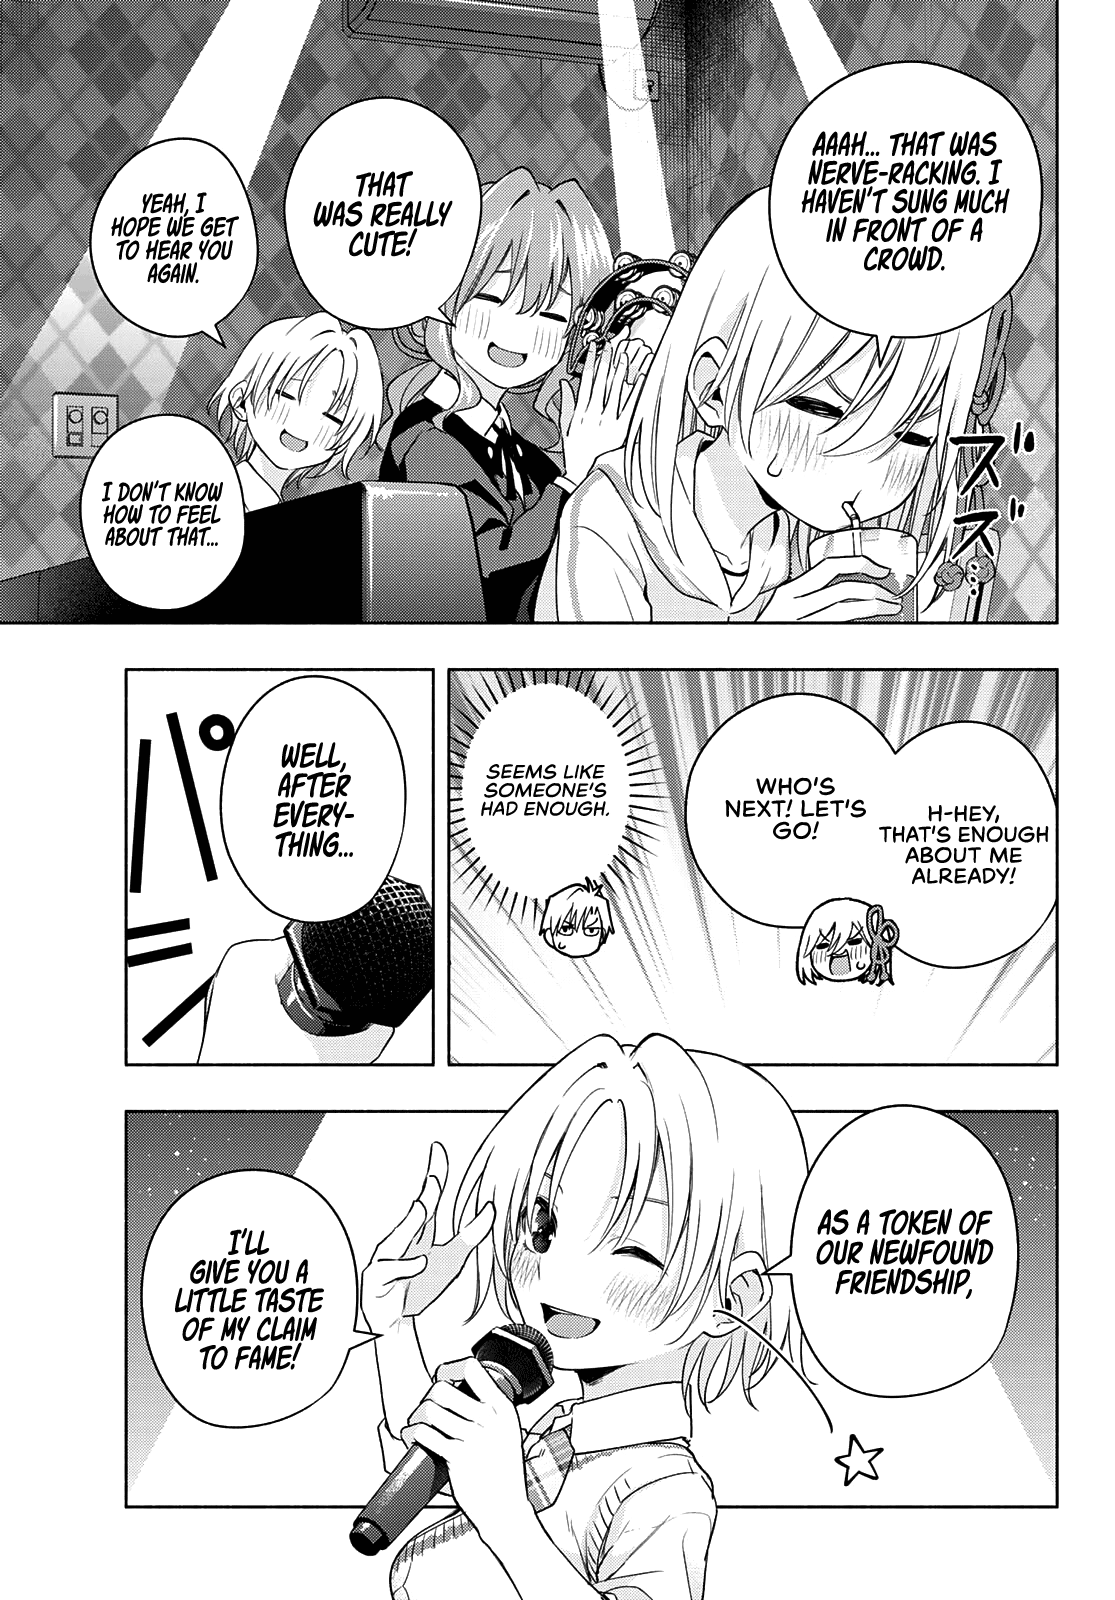 AAAH... THAT WAS
NERVE-RACKING. I
HAVEN'T SUNG MUCH
IN FRONT OF A
CROWD.
THAT
WAS REALLY
CUTE!
YEAH, I
HOPE WE GET
TO HEAR YOU
AGAIN.
I DON'T KNOW
HOW TO FEEL
ABOUT THAT...
ズズズ
H-HEY,
THAT'S ENOUGH
ABOUT ME
ALREADY!
WHO'S
NEXT! LET'S
GO!
SEEMS LIKE
SOMEONE'S
HAD ENOUGH.
WELL,
AFTER
EVERY-
THING...
パシ
AS A TOKEN OF
OUR NEWFOUND
FRIENDSHIP,
I'LL
GIVE YOU A
LITTLE TASTE
OF MY CLAIM
TO FAME!